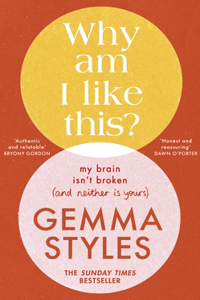 Why
am
I like
this?
'Authentic
and relatable'
BRYONY GORDON
'Honest and
reassuring'
DAWN O'PORTER
my brain
isn't broken
(and neither is yours)
GEMMA
STYLES
THE SUNDAY TIMES
BESTSELLER